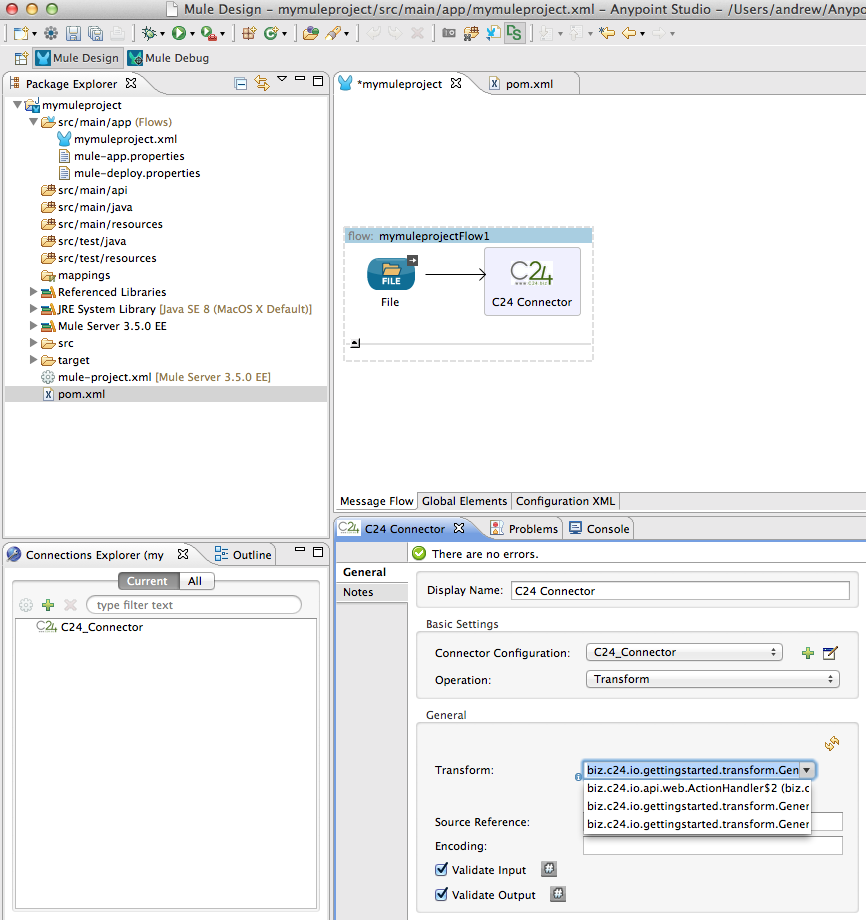 Mule Design - mymuleproject/src/main/app/mymuleproject.xml - Anypoint Studio - /Users/andrew/Anypo
Mule Design
Mule Debug
Package Explorer
mymuleproject
src/main/app (Flows)
mymuleproject.xml
mule-app.properties
mule-deploy.properties
src/main/api
src/main/java
src/main/resources
src/test/java
src/test/resources
mappings
Referenced Libraries
JRE System Library [Java SE 8 (MacOS X Default)]
Mule Server 3.5.0 EE
src
target
mule-project.xml [Mule Server 3.5.0 EE]
pom.xml
*mymuleproject
pom.xml
flow: mymuleprojectFlow1
FILE
File
C24
www.C24.biz
C24 Connector
Message Flow
Global Elements
Configuration XML
Connections Explorer (my
Outline
Current
All
type filter text
C24 C24_Connector
C24 C24 Connector
Problems
Console
There are no errors.
General
Notes
Display Name: C24 Connector
Basic Settings
Connector Configuration: C24_Connector
Operation: Transform
General
Transform: biz.c24.io.gettingstarted.transform.Gen
biz.c24.io.api.web.ActionHandler$2 (biz.c
biz.c24.io.gettingstarted.transform.Gener
biz.c24.io.gettingstarted.transform.Gener
Source Reference:
Encoding:
Validate Input
Validate Output